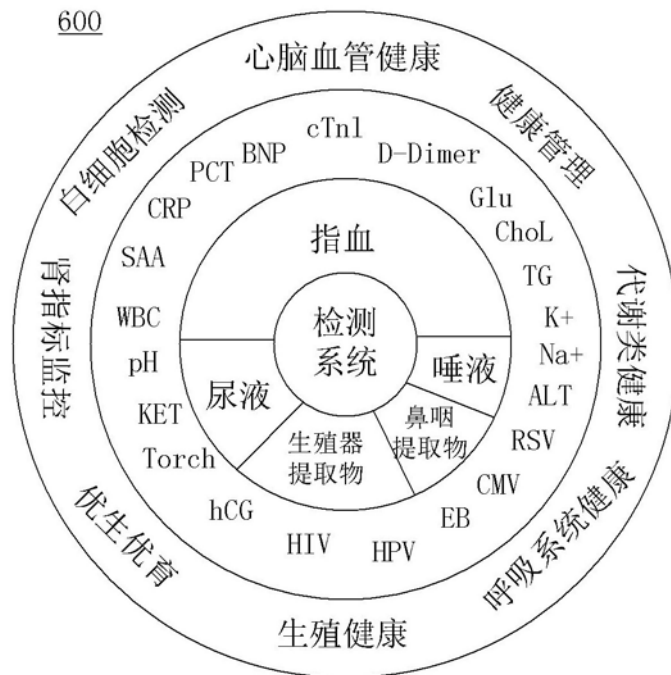 600
心脑血管健康
健康管理
代谢类健康
呼吸系统健康
生殖健康
优生优育
肾指标监控
白细胞检测
cTnl
D-Dimer
Glu
ChoL
TG
K+
Na+
ALT
RSV
CMV
EB
HPV
HIV
hCG
Torch
KET
pH
WBC
SAA
CRP
PCT
BNP
指血
唾液
鼻咽
提取物
生殖器
提取物
尿液
检测
系统